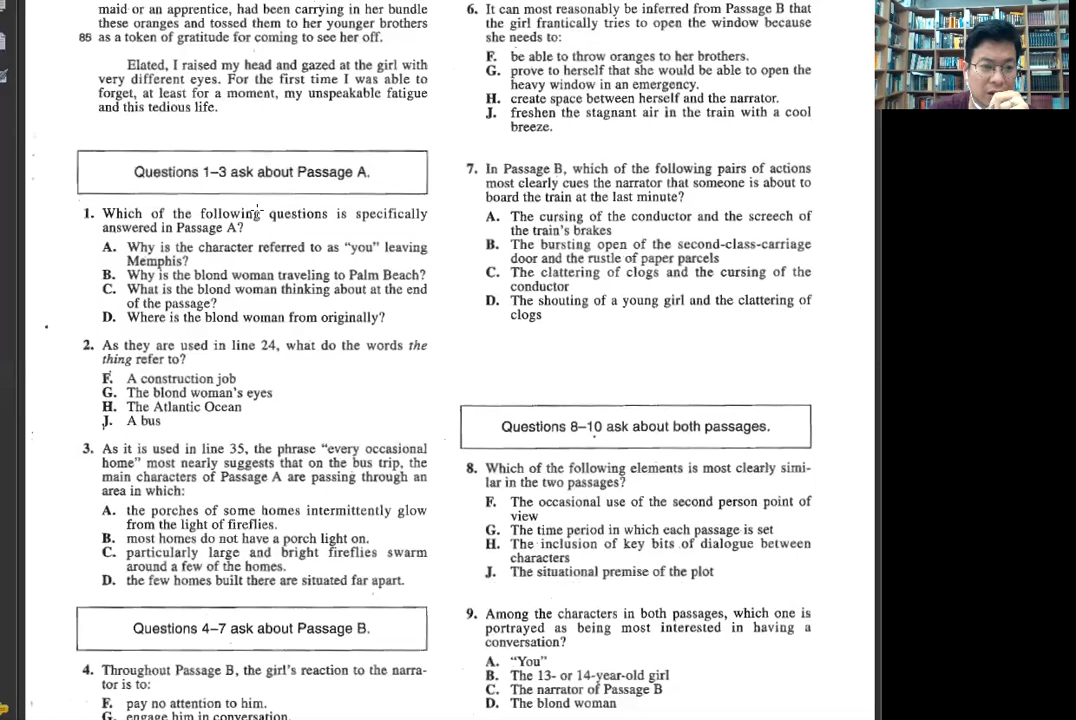 maid or an apprentice, had been carrying in her bundle
these oranges and tossed them to her younger brothers
85 as a token of gratitude for coming to see her off.
Elated, I raised my head and gazed at the girl with
very different eyes. For the first time I was able to
forget, at least for a moment, my unspeakable fatigue
and this tedious life.
Questions 1–3 ask about Passage A.
1. Which of the following questions is specifically
answered in Passage A?
A. Why is the character referred to as “you” leaving
Memphis?
B. Why is the blond woman traveling to Palm Beach?
C. What is the blond woman thinking about at the end
of the passage?
D. Where is the blond woman from originally?
2. As they are used in line 24, what do the words the
thing refer to?
F. A construction job
G. The blond woman’s eyes
H. The Atlantic Ocean
J. A bus
3. As it is used in line 35, the phrase “every occasional
home” most nearly suggests that on the bus trip, the
main characters of Passage A are passing through an
area in which:
A. the porches of some homes intermittently glow
from the light of fireflies.
B. most homes do not have a porch light on.
C. particularly large and bright fireflies swarm
around a few of the homes.
D. the few homes built there are situated far apart.
Questions 4–7 ask about Passage B.
4. Throughout Passage B, the girl’s reaction to the narra-
tor is to:
F. pay no attention to him.
G. engage him in conversation.
6. It can most reasonably be inferred from Passage B that
the girl frantically tries to open the window because
she needs to:
F. be able to throw oranges to her brothers.
G. prove to herself that she would be able to open the
heavy window in an emergency.
H. create space between herself and the narrator.
J. freshen the stagnant air in the train with a cool
breeze.
7. In Passage B, which of the following pairs of actions
most clearly cues the narrator that someone is about to
board the train at the last minute?
A. The cursing of the conductor and the screech of
the train’s brakes
B. The bursting open of the second-class-carriage
door and the rustle of paper parcels
C. The clattering of clogs and the cursing of the
conductor
D. The shouting of a young girl and the clattering of
clogs
Questions 8–10 ask about both passages.
8. Which of the following elements is most clearly simi-
lar in the two passages?
F. The occasional use of the second person point of
view
G. The time period in which each passage is set
H. The inclusion of key bits of dialogue between
characters
J. The situational premise of the plot
9. Among the characters in both passages, which one is
portrayed as being most interested in having a
conversation?
A. “You”
B. The 13- or 14-year-old girl
C. The narrator of Passage B
D. The blond woman